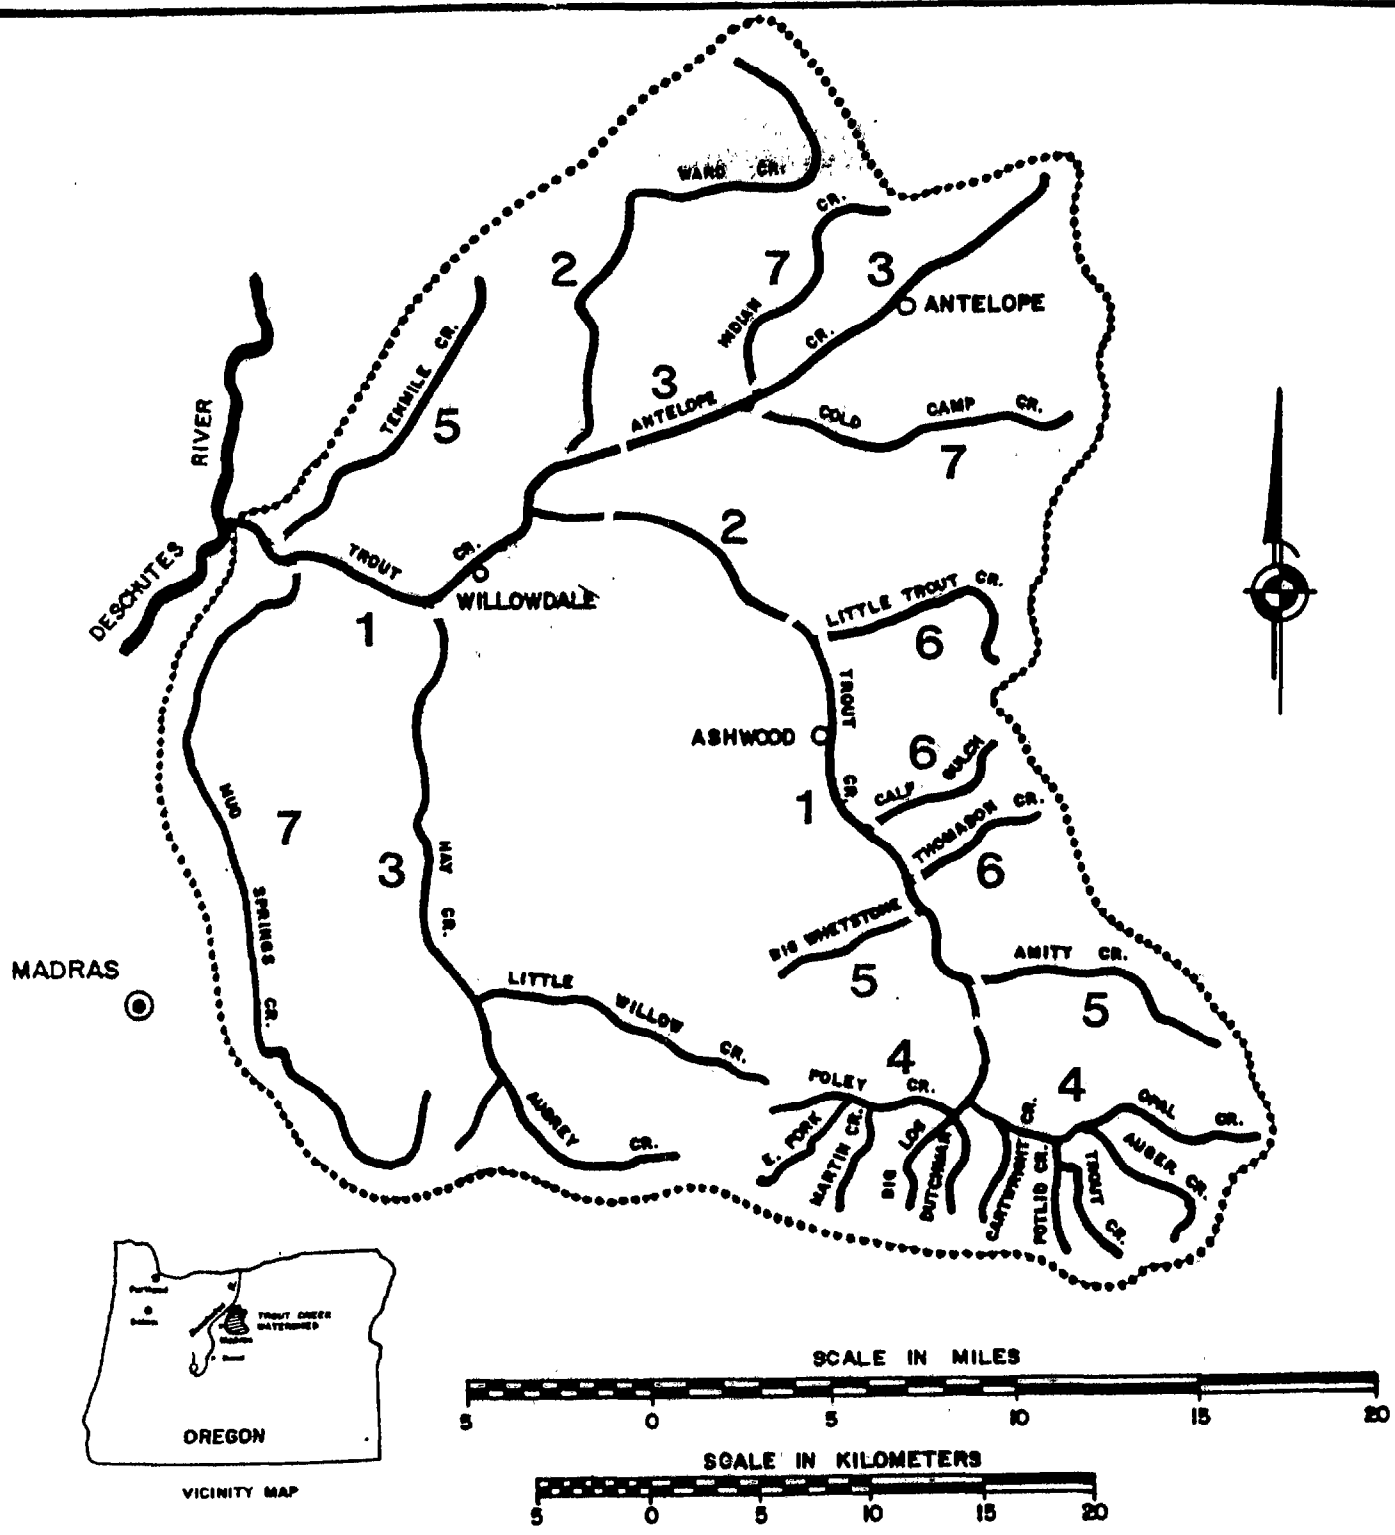 WARD CR.
2
INDIAN CR.
7
3
ANTELOPE
TENMILE CR.
5
3
ANTELOPE CR.
COLD CAMP CR.
7
RIVER
DESCHUTES
2
TROUT CR.
WILLOWDALE
1
LITTLE TROUT CR.
6
TROUT CR.
ASHWOOD
1
6
CALF GULCH
THOMASON CR.
6
MUD SPRINGS CR.
7
3
HAY CR.
BIG WHETSTONE
5
AMITY CR.
5
MADRAS
LITTLE WILLOW CR.
4
FOLEY CR.
4
OPAL CR.
AUBREY CR.
E. FORK
MARTIN CR.
BIG LOG
DUTCHMAN
CARTWRIGHT CR.
POTLID CR.
TROUT CR.
AUGER CR.
Portland
Salem
R.
TROUT CREEK
WATERSHED
Madras
Bend
OREGON
VICINITY MAP
SCALE IN MILES
5 0 5 10 15 20
SCALE IN KILOMETERS
5 0 5 10 15 20